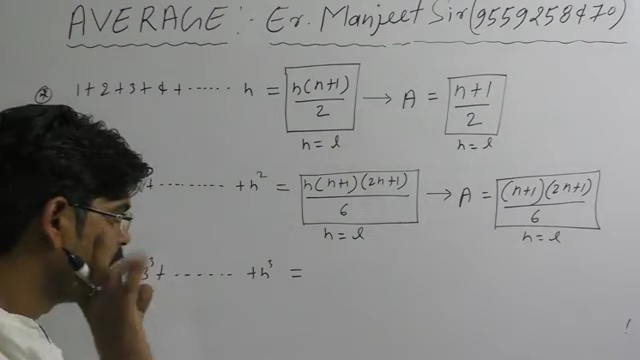 AVERAGE :- Er. Manjeet Sir (9559258470)
② 1+2+3+4+ ...... n = n(n+1)/2 → A = n+1/2
n = l n = l
......... + n² = n(n+1)(2n+1)/6 → A = (n+1)(2n+1)/6
n = l n = l
3³ + ....... + n³ =